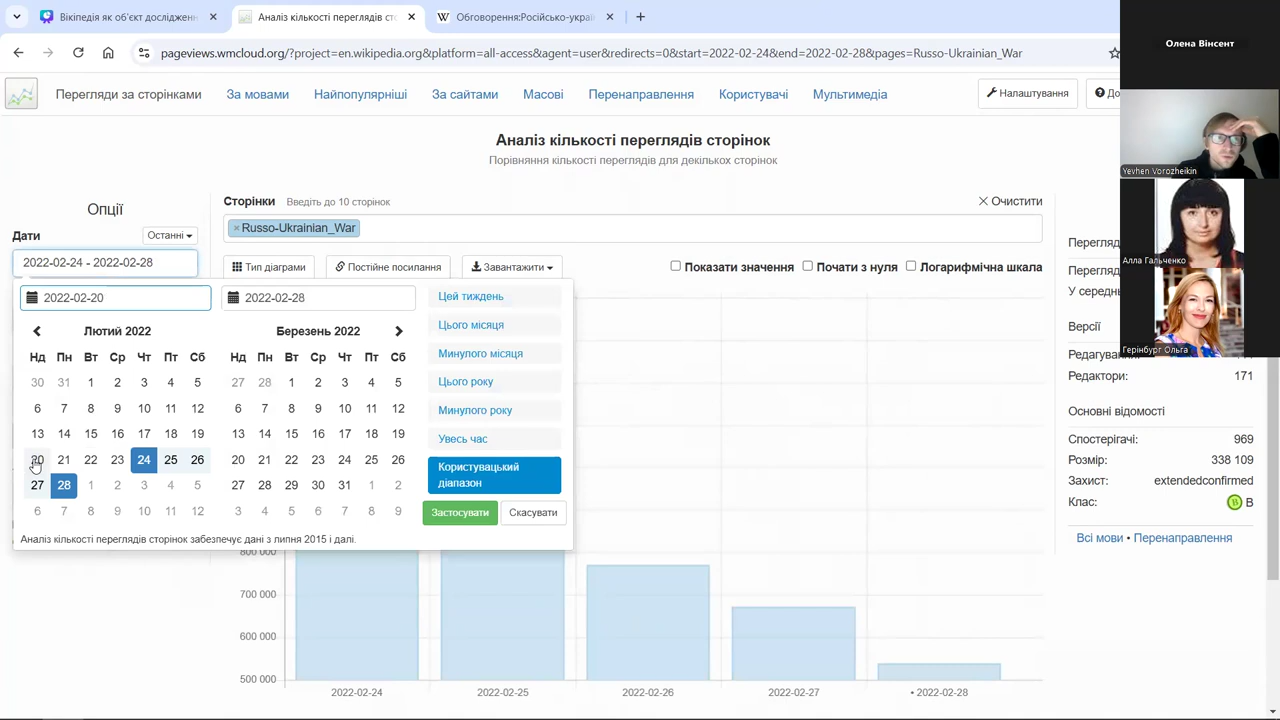 Вікіпедія як об'єкт дослідженн
Аналіз кількості переглядів сто
Обговорення:Російсько-украї
pageviews.wmcloud.org/?project=en.wikipedia.org&platform=all-access&agent=user&redirects=0&start=2022-02-24&end=2022-02-28&pages=Russo-Ukrainian_War
Перегляди за сторінками
За мовами
Найпопулярніші
За сайтами
Масові
Перенаправлення
Користувачі
Мультимедіа
Налаштування
До
Аналіз кількості переглядів сторінок
Порівняння кількості переглядів для декількох сторінок
Опції
Дати
Останні
2022-02-24 - 2022-02-28
Сторінки Введіть до 10 сторінок
Очистити
× Russo-Ukrainian_War
Тип діаграми
Постійне посилання
Завантажити
Показати значення
Почати з нуля
Логарифмічна шкала
2022-02-20
2022-02-28
Лютий 2022
Нд Пн Вт Ср Чт Пт Сб
30 31 1 2 3 4 5
6 7 8 9 10 11 12
13 14 15 16 17 18 19
20 21 22 23 24 25 26
27 28 1 2 3 4 5
6 7 8 9 10 11 12
Березень 2022
Нд Пн Вт Ср Чт Пт Сб
27 28 1 2 3 4 5
6 7 8 9 10 11 12
13 14 15 16 17 18 19
20 21 22 23 24 25 26
27 28 29 30 31 1 2
3 4 5 6 7 8 9
Цей тиждень
Цього місяця
Минулого місяця
Цього року
Минулого року
Увесь час
Користувацький
діапазон
Застосувати
Скасувати
Аналіз кількості переглядів сторінок забезпечує дані з липня 2015 і далі.
800 000
700 000
600 000
500 000
2022-02-24
2022-02-25
2022-02-26
2022-02-27
• 2022-02-28
Перегляд
Перегляд
У середнь
Версії
Редагуван
Редактори: 171
Основні відомості
Спостерігачі: 969
Розмір: 338 109
Захист: extendedconfirmed
Клас: B
Всі мови • Перенаправлення
Олена Вінсент
Yevhen Vorozheikin
Алла Гальченко
Герінбург Ольга